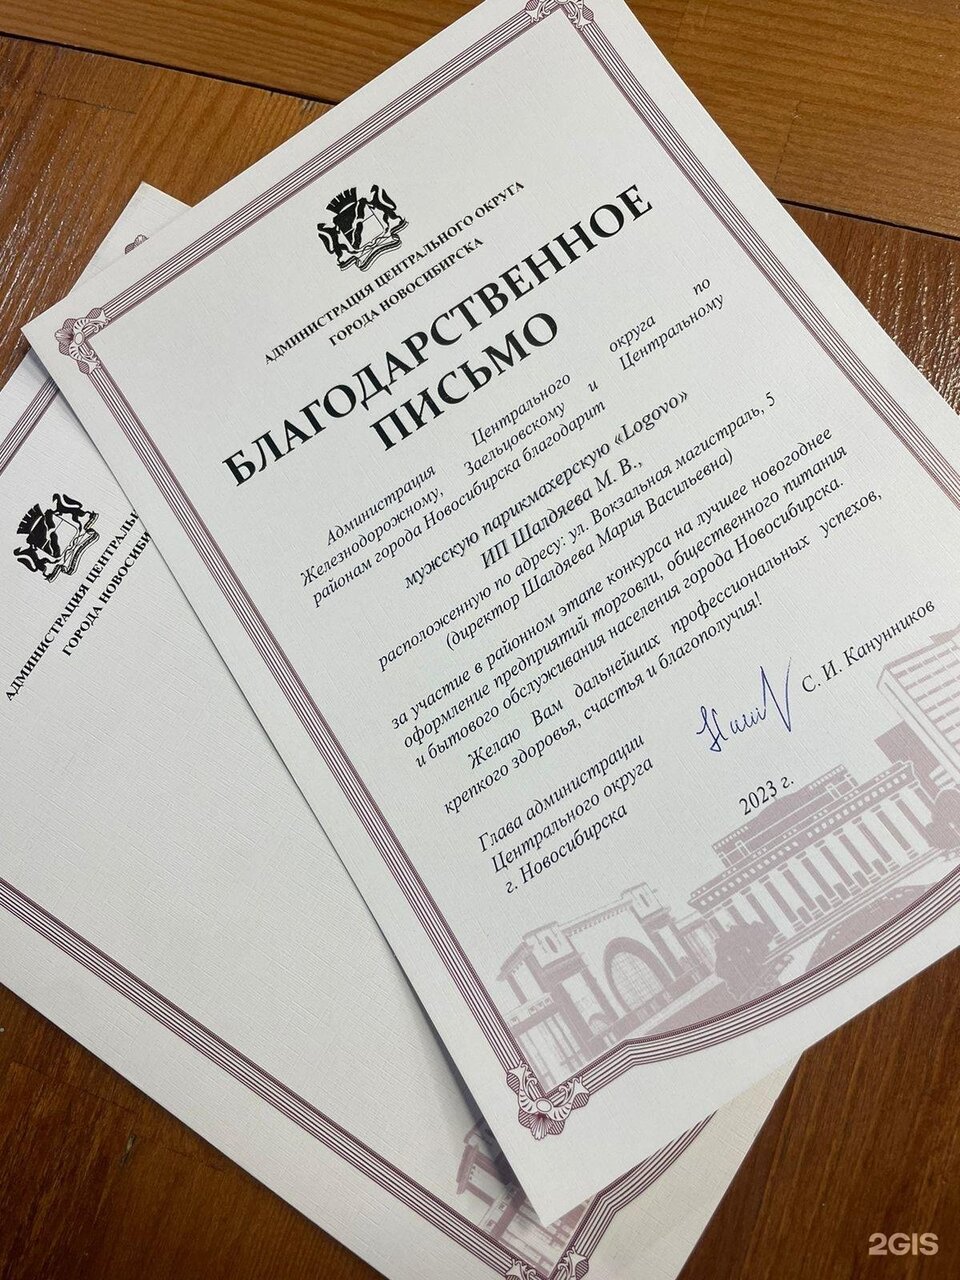 АДМИНИСТРАЦИЯ ЦЕНТРАЛЬНОГО ОКРУГА
ГОРОДА НОВОСИБИРСКА
БЛАГОДАРСТВЕННОЕ
ПИСЬМО
Администрация Центрального округа по
Железнодорожному, Заельцовскому и Центральному
районам города Новосибирска благодарит
мужскую парикмахерскую «Logovo»
ИП Шалдяева М. В.,
расположенную по адресу: ул. Вокзальная магистраль, 5
(директор Шалдяева Мария Васильевна)
за участие в районном этапе конкурса на лучшее новогоднее
оформление предприятий торговли, общественного питания
и бытового обслуживания населения города Новосибирска.
Желаю Вам дальнейших профессиональных успехов,
крепкого здоровья, счастья и благополучия!
Глава администрации
Центрального округа
г. Новосибирска
С. И. Канунников
2023 г.
АДМИНИСТРАЦИЯ ЦЕНТРАЛЬ
ГОРОДА НОВОСИБ
2GIS